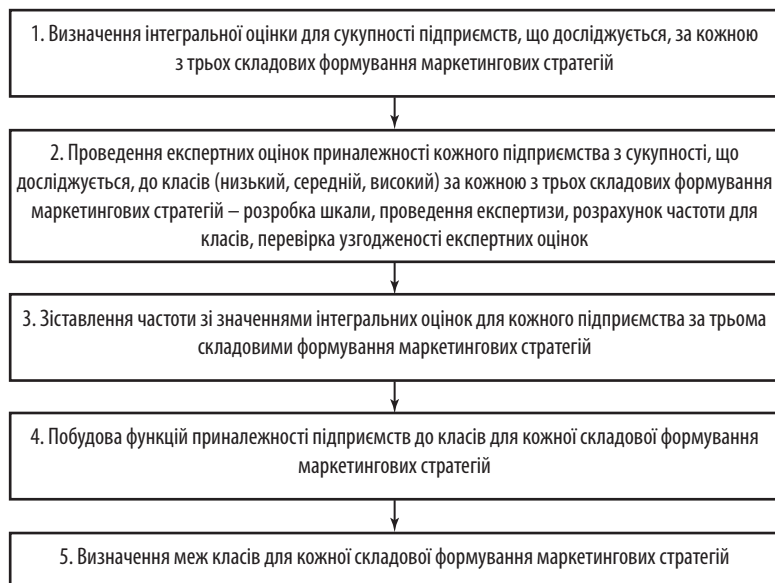 1. Визначення інтегральної оцінки для сукупності підприємств, що досліджується, за кожною
з трьох складових формування маркетингових стратегій
2. Проведення експертних оцінок приналежності кожного підприємства з сукупності, що
досліджується, до класів (низький, середній, високий) за кожною з трьох складових формування
маркетингових стратегій – розробка шкали, проведення експертизи, розрахунок частоти для
класів, перевірка узгодженості експертних оцінок
3. Зіставлення частоти зі значеннями інтегральних оцінок для кожного підприємства за трьома
складовими формування маркетингових стратегій
4. Побудова функцій приналежності підприємств до класів для кожної складової формування
маркетингових стратегій
5. Визначення меж класів для кожної складової формування маркетингових стратегій